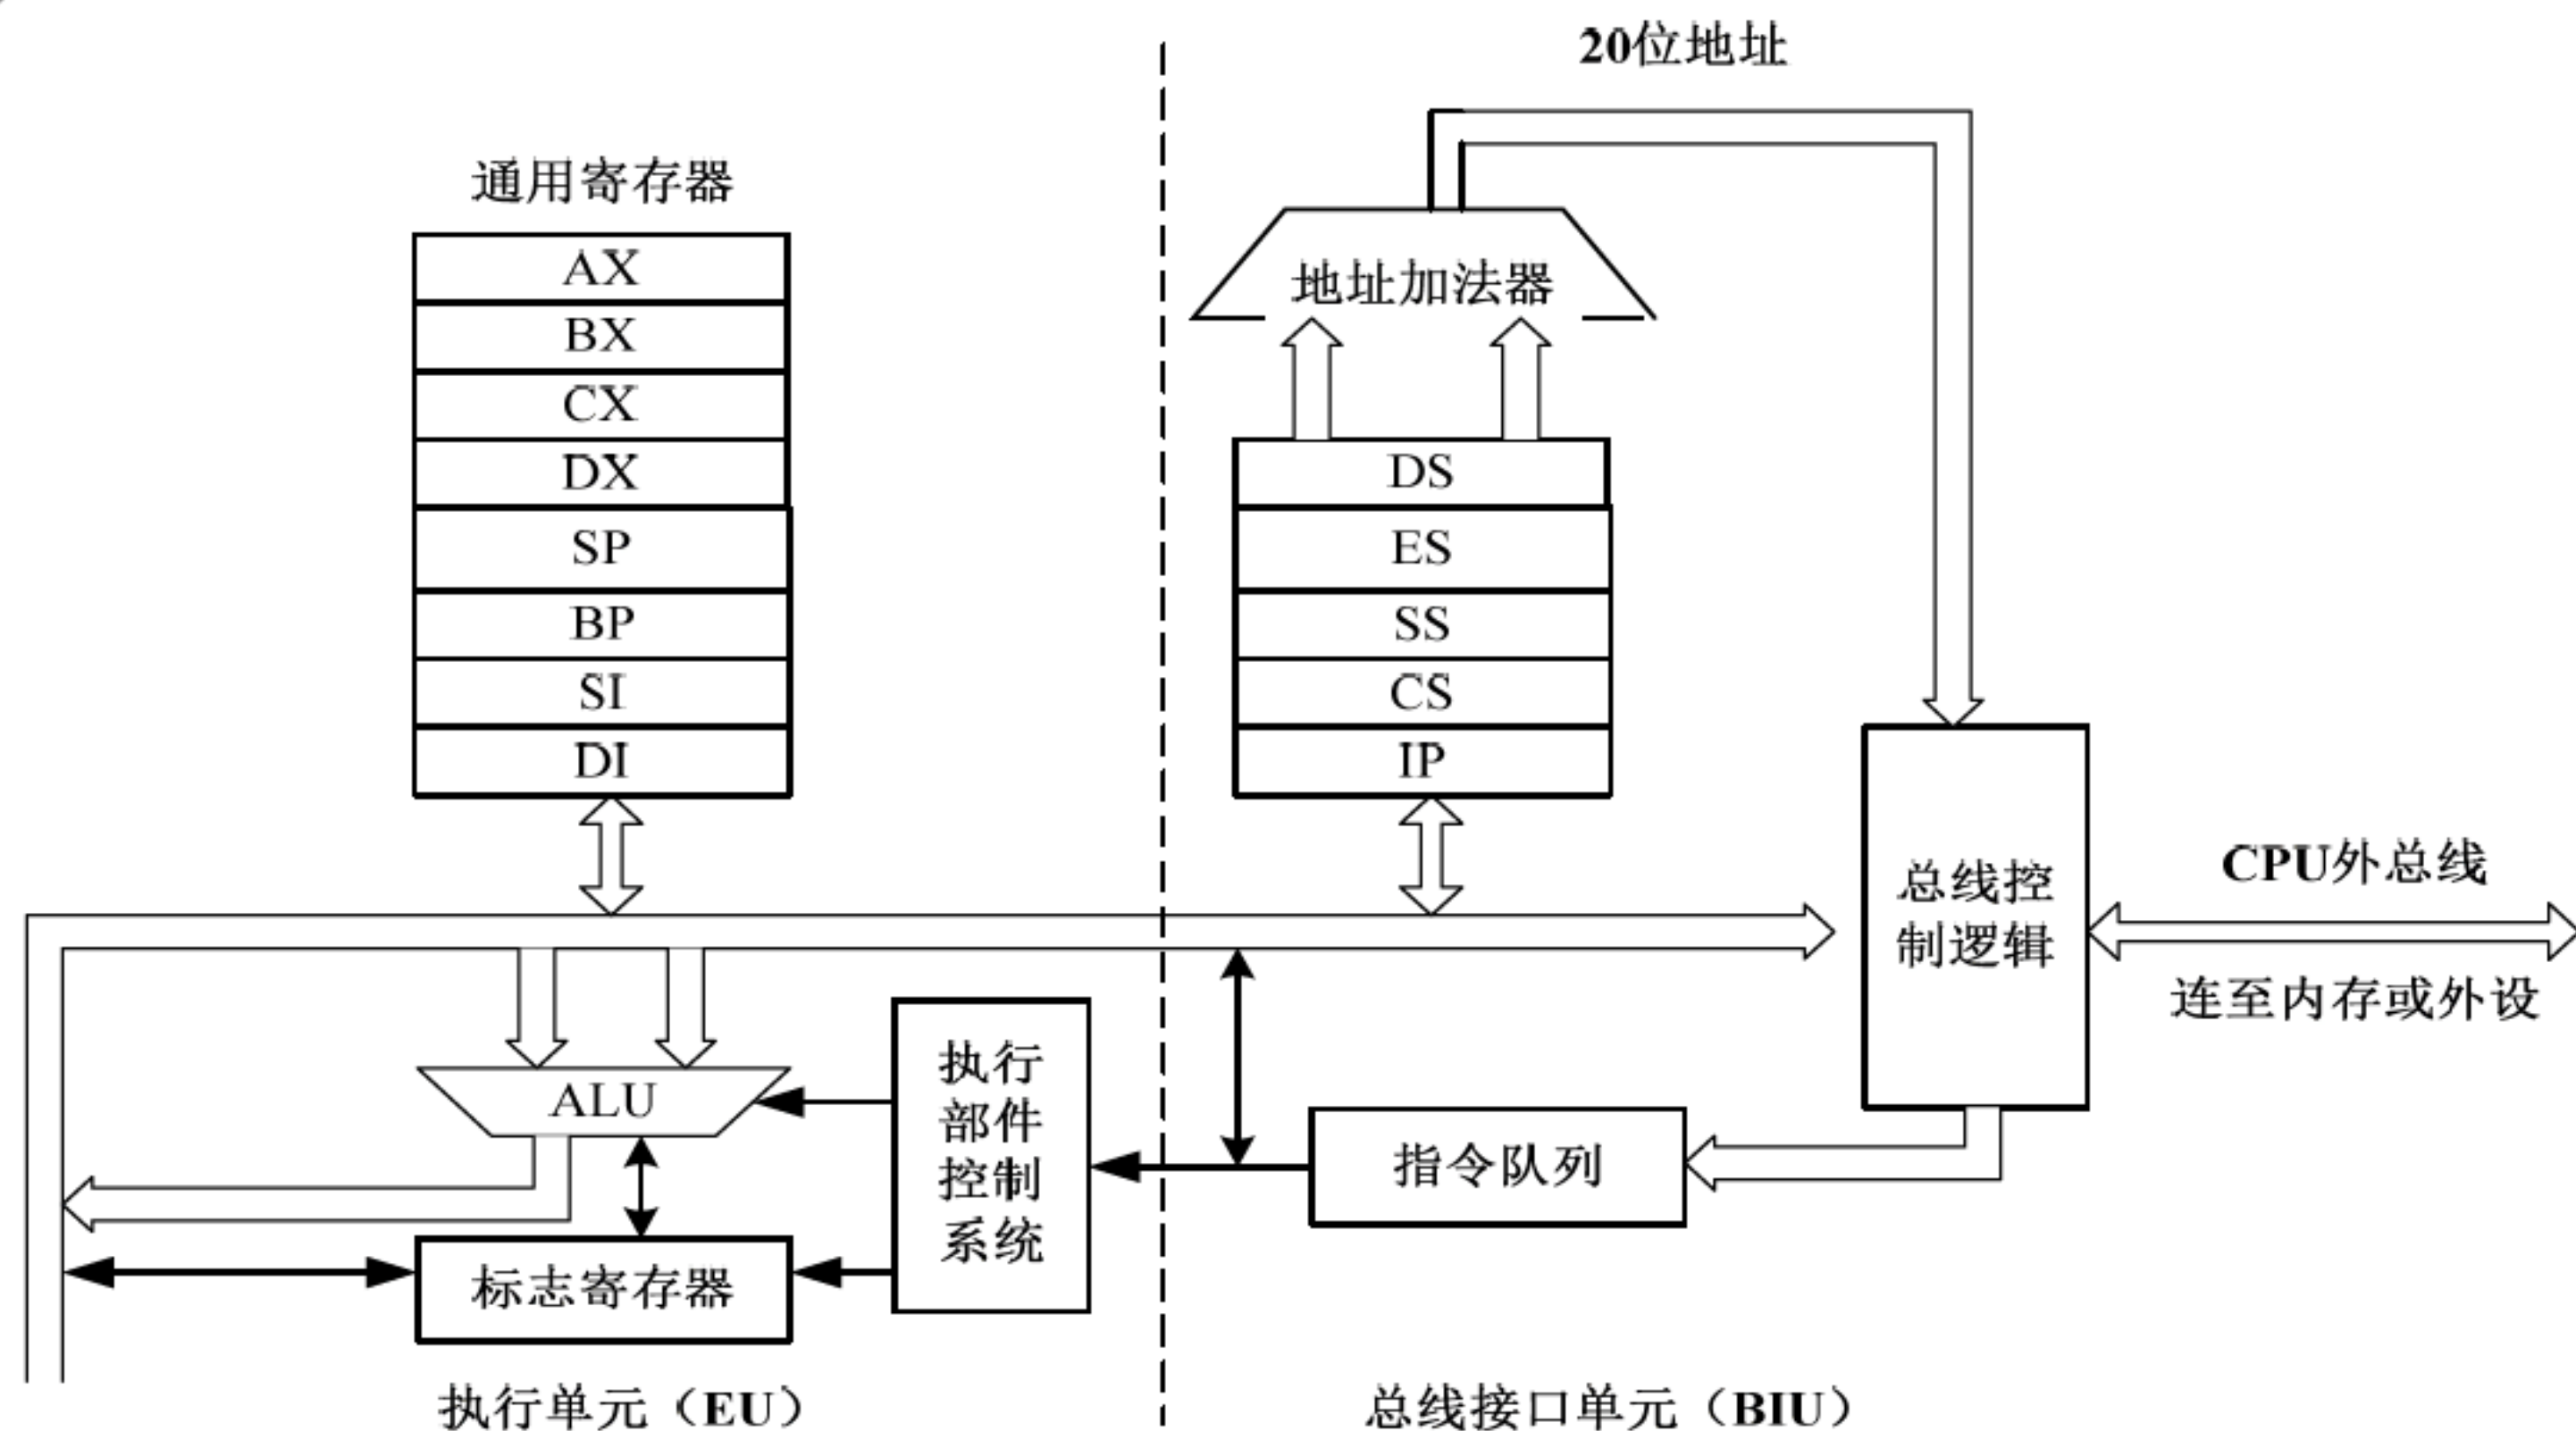 20位地址
通用寄存器
AX
BX
CX
DX
SP
BP
SI
DI
地址加法器
DS
ES
SS
CS
IP
总线控
制逻辑
CPU外总线
连至内存或外设
ALU
执行
部件
控制
系统
指令队列
标志寄存器
执行单元（EU）
总线接口单元（BIU）